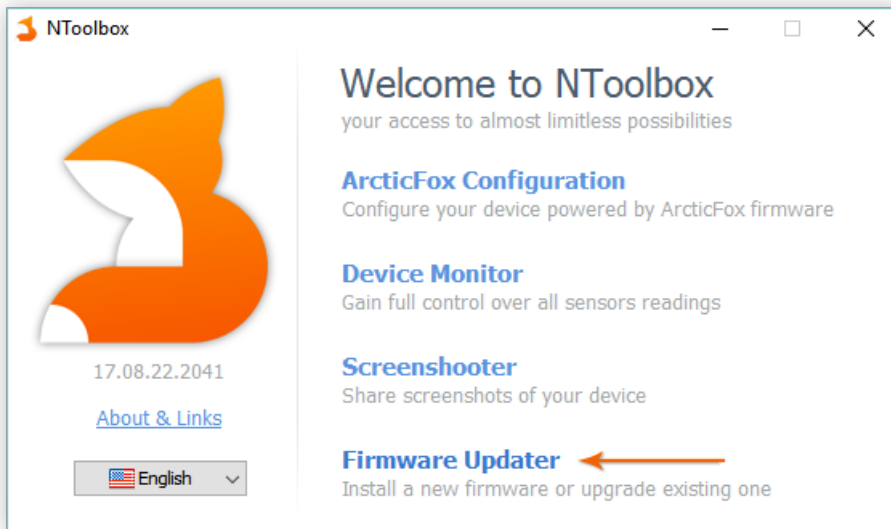 NToolbox
Welcome to NToolbox
your access to almost limitless possibilities
ArcticFox Configuration
Configure your device powered by ArcticFox firmware
Device Monitor
Gain full control over all sensors readings
Screenshooter
Share screenshots of your device
Firmware Updater
Install a new firmware or upgrade existing one
17.08.22.2041
About & Links
English